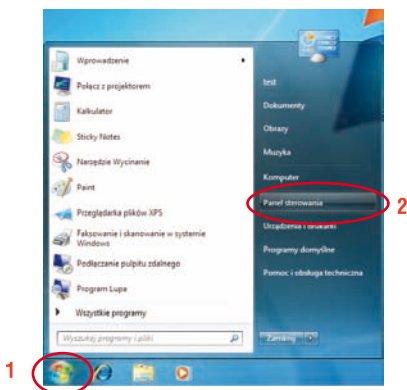 Wprowadzenie
Połącz z projektorem
Kalkulator
Sticky Notes
Narzędzie Wycinanie
Paint
Przeglądarka plików XPS
Faksowanie i skanowanie w systemie
Windows
Podłączanie pulpitu zdalnego
Program Lupa
Wszystkie programy
Wyszukaj programy i pliki
test
Dokumenty
Obrazy
Muzyka
Komputer
Panel sterowania
2
Urządzenia i drukarki
Programy domyślne
Pomoc i obsługa techniczna
Zamknij
1